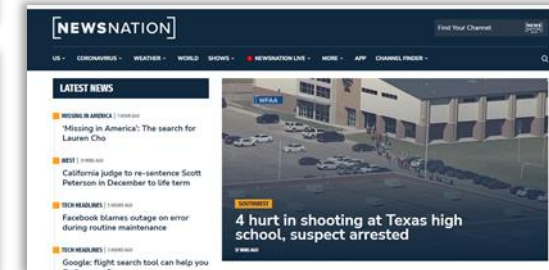 [NEWSNATION]
Find Your Channel
US CORONAVIRUS WEATHER WORLD SHOWS NEWSNATION LIVE MORE APP CHANNEL FINDER
LATEST NEWS
MISSING IN AMERICA |
'Missing in America': The search for
Lauren Cho
WEST |
California judge to re-sentence Scott
Peterson in December to life term
TECH HEADLINES |
Facebook blames outage on error
during routine maintenance
TECH HEADLINES |
Google: flight search tool can help you
WFAA
SOUTHWEST
4 hurt in shooting at Texas high
school, suspect arrested